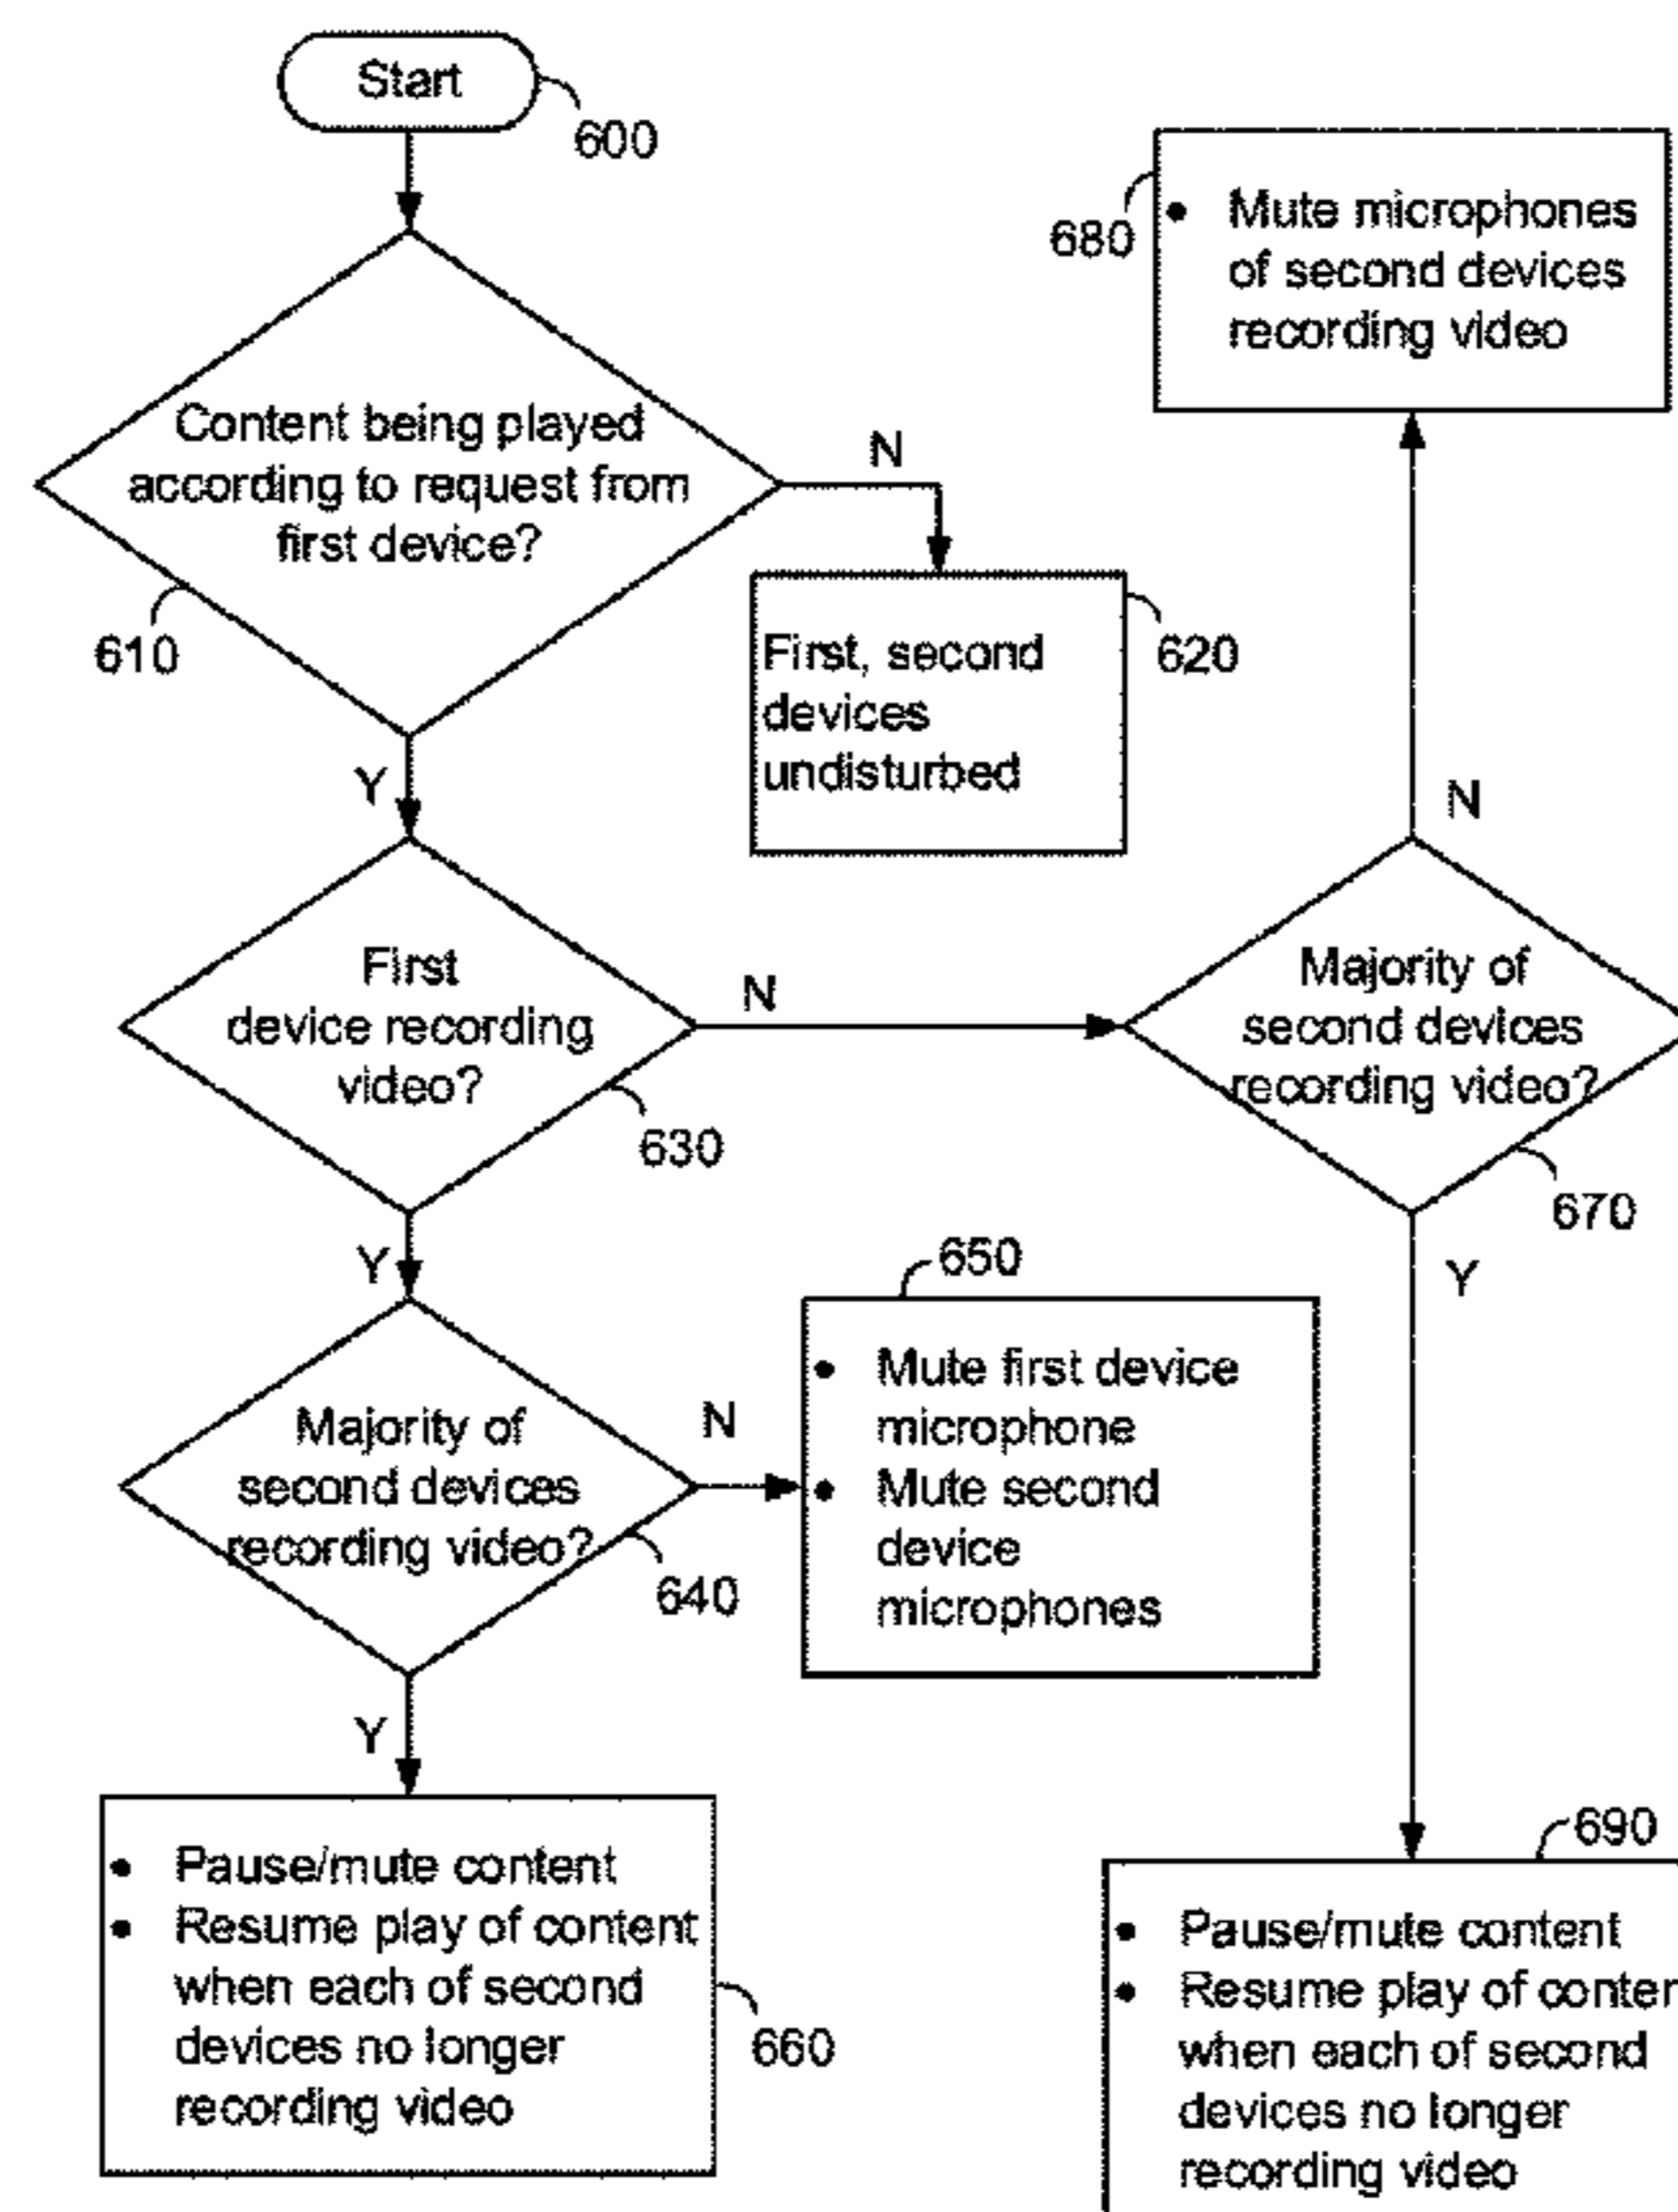 Start
600
Content being played
according to request from
first device?
610
N
First, second
devices
undisturbed
620
Y
First
device recording
video?
630
N
Majority of
second devices
recording video?
670
N
680
• Mute microphones
of second devices
recording video
Y
Majority of
second devices
recording video?
640
N
650
• Mute first device
microphone
• Mute second
device
microphones
Y
• Pause/mute content
• Resume play of content
when each of second
devices no longer
recording video
660
Y
690
• Pause/mute content
• Resume play of conten
when each of second
devices no longer
recording video